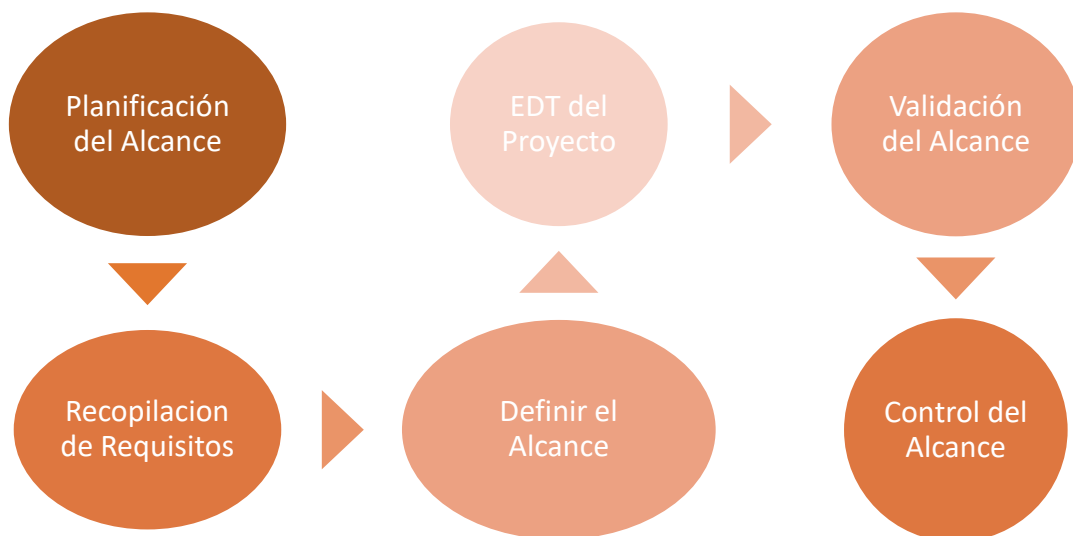 Planificación
del Alcance
Recopilacion
de Requisitos
Definir el
Alcance
EDT del
Proyecto
Validación
del Alcance
Control del
Alcance